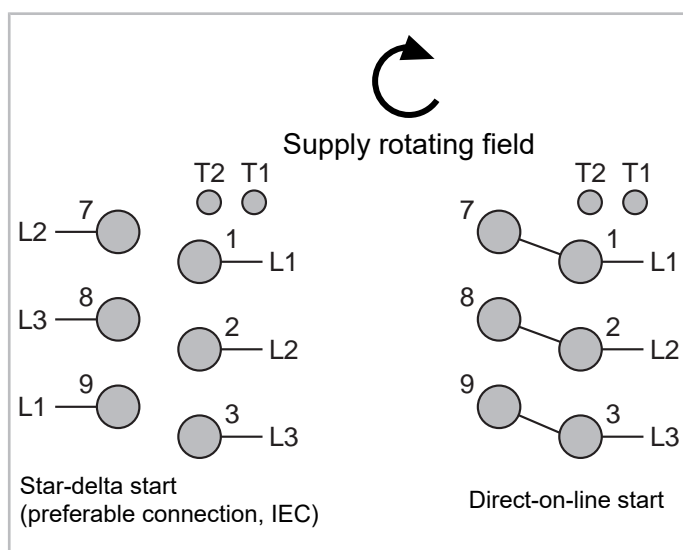 Supply rotating field
T2 T1
7
L2
1
L1
8
L3
2
L2
9
L1
3
L3
Star-delta start
(preferable connection, IEC)
T2 T1
7
1
L1
8
2
L2
9
3
L3
Direct-on-line start